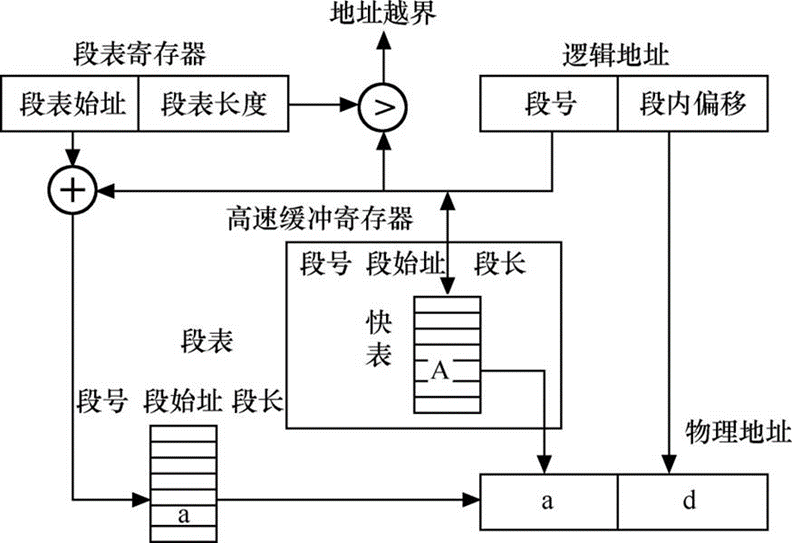 地址越界
段表寄存器
逻辑地址
段表始址 段表长度
>
段号 段内偏移
+
高速缓冲寄存器
段号 段始址 段长
快表
A
段表
段号 段始址 段长
a
物理地址
a d